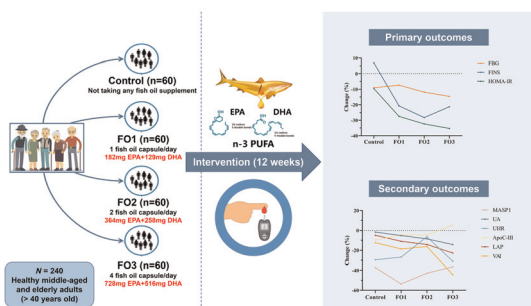 Control (n=60)
Not taking any fish oil supplement
FO1 (n=60)
1 fish oil capsule/day
182mg EPA+129mg DHA
FO2 (n=60)
2 fish oil capsule/day
364mg EPA+258mg DHA
FO3 (n=60)
4 fish oil capsule/day
728mg EPA+516mg DHA
N = 240
Healthy middle-aged
and elderly adults
(> 40 years old)
EPA
DHA
n-3 PUFA
Intervention (12 weeks)
Primary outcomes
Change (%)
10
0
-10
-20
-30
-40
Control
FO1
FO2
FO3
FBG
FINS
HOMA-IR
Secondary outcomes
Change (%)
0
-20
-40
-60
Control
FO1
FO2
FO3
MASP1
UA
UHR
ApoC-III
LAP
VAI